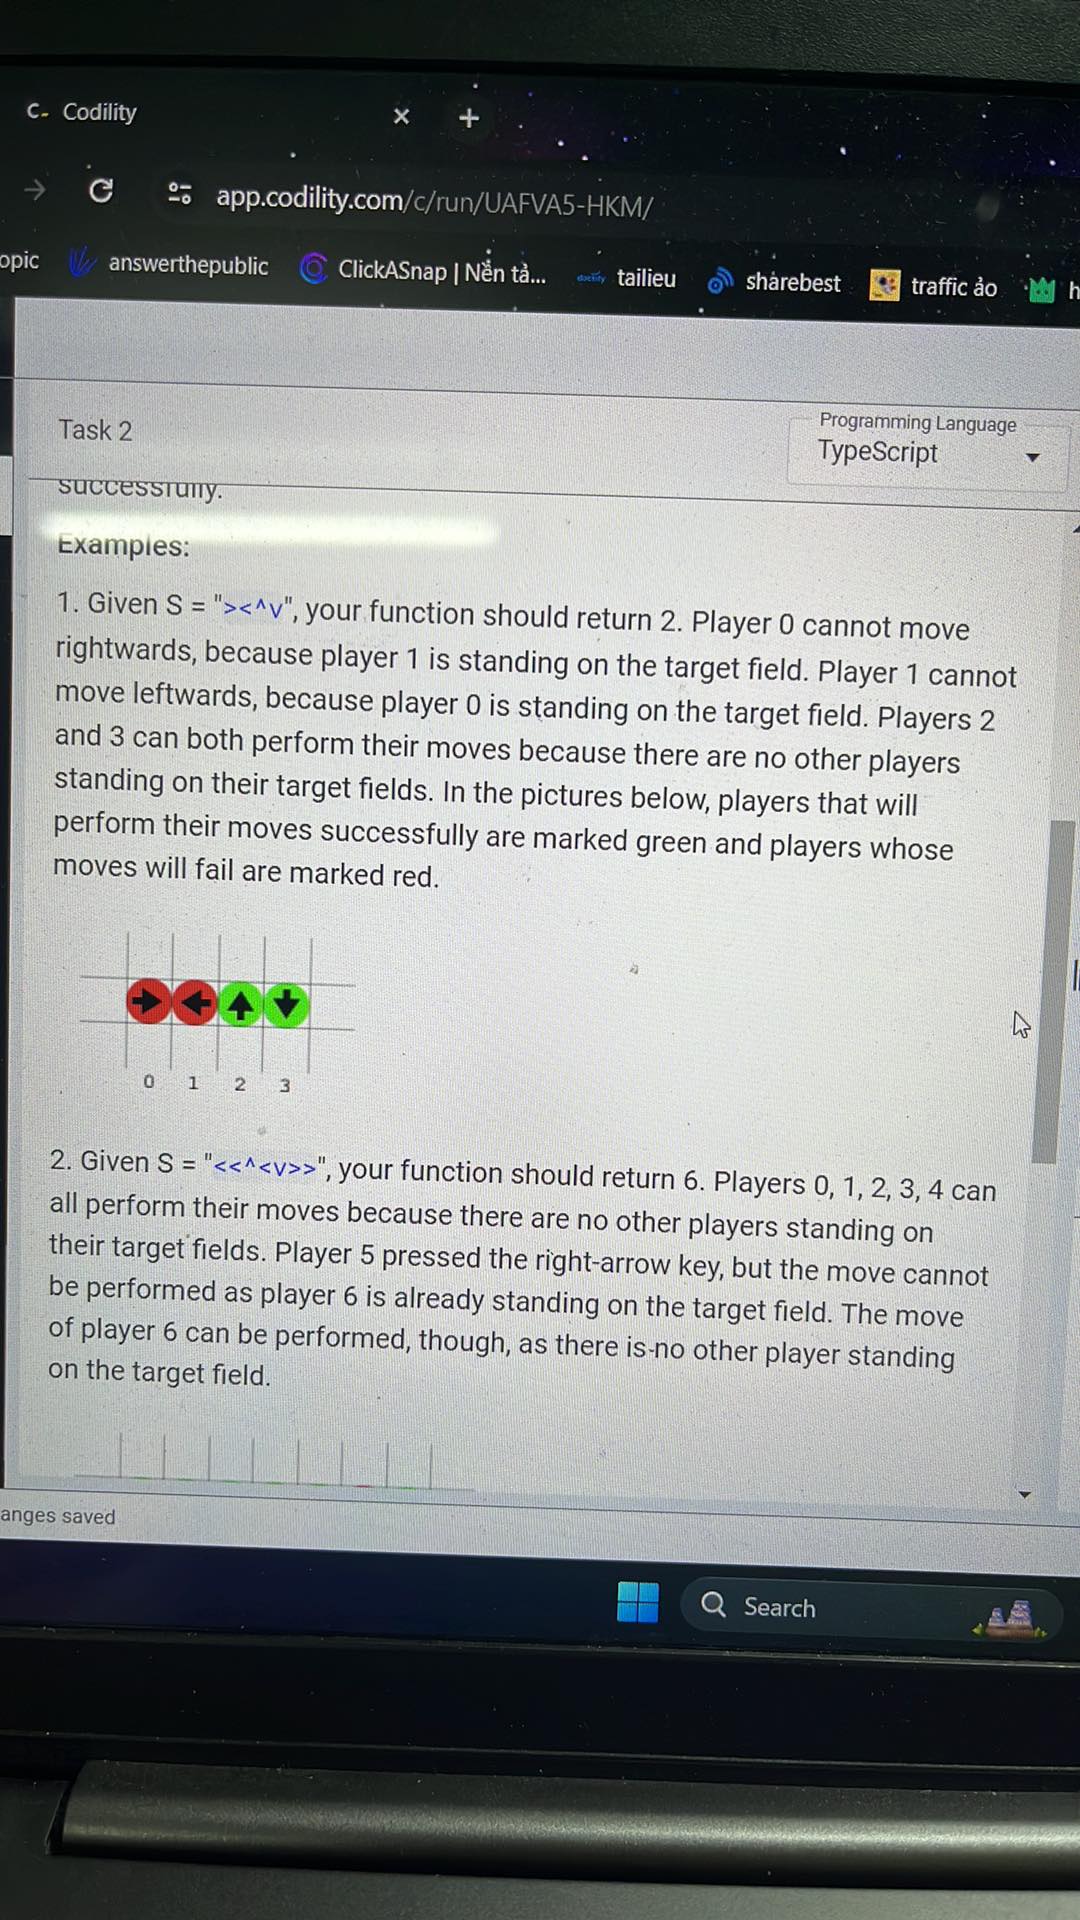 C- Codility
app.codility.com/c/run/UAFVA5-HKM/
opic answerthepublic ClickASnap | Nền tả... docify tailieu sharebest traffic ảo h
Task 2
Programming Language
TypeScript
successfully.
Examples:
1. Given S = "><^v", your function should return 2. Player 0 cannot move
rightwards, because player 1 is standing on the target field. Player 1 cannot
move leftwards, because player 0 is standing on the target field. Players 2
and 3 can both perform their moves because there are no other players
standing on their target fields. In the pictures below, players that will
perform their moves successfully are marked green and players whose
moves will fail are marked red.
0 1 2 3
2. Given S = "<<^<v>>", your function should return 6. Players 0, 1, 2, 3, 4 can
all perform their moves because there are no other players standing on
their target fields. Player 5 pressed the right-arrow key, but the move cannot
be performed as player 6 is already standing on the target field. The move
of player 6 can be performed, though, as there is no other player standing
on the target field.
anges saved
Search